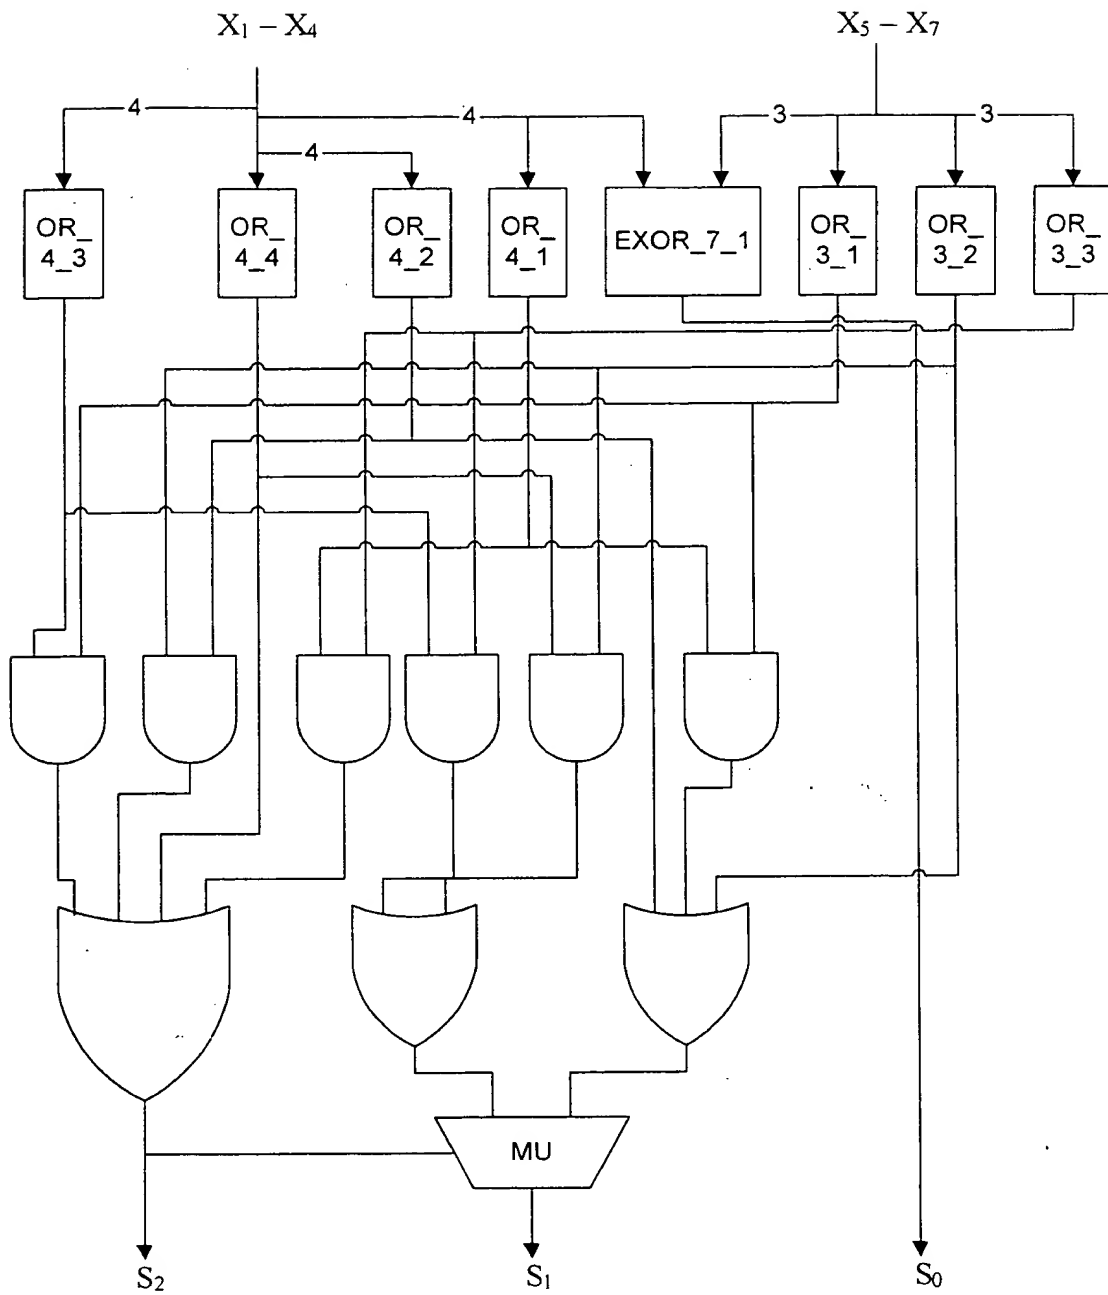 X₁ – X₄
X₅ – X₇
4
4
4
3
3
OR_
4_3
OR_
4_4
OR_
4_2
OR_
4_1
EXOR_7_1
OR_
3_1
OR_
3_2
OR_
3_3
MU
S₂
S₁
S₀